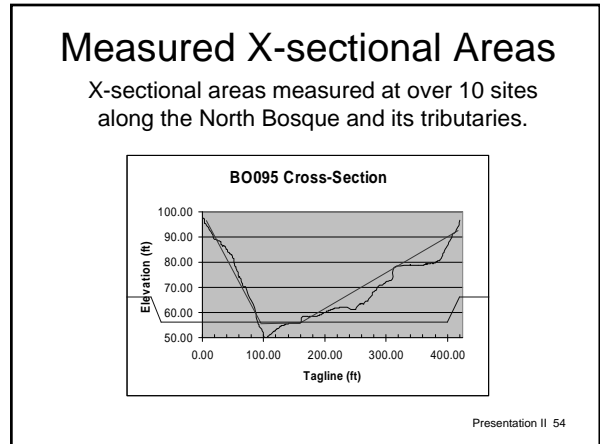 Measured X-sectional Areas
X-sectional areas measured at over 10 sites
along the North Bosque and its tributaries.
BO095 Cross-Section
100.00
90.00
80.00
70.00
60.00
50.00
Elevation (ft)
0.00 100.00 200.00 300.00 400.00
Tagline (ft)
Presentation II 54